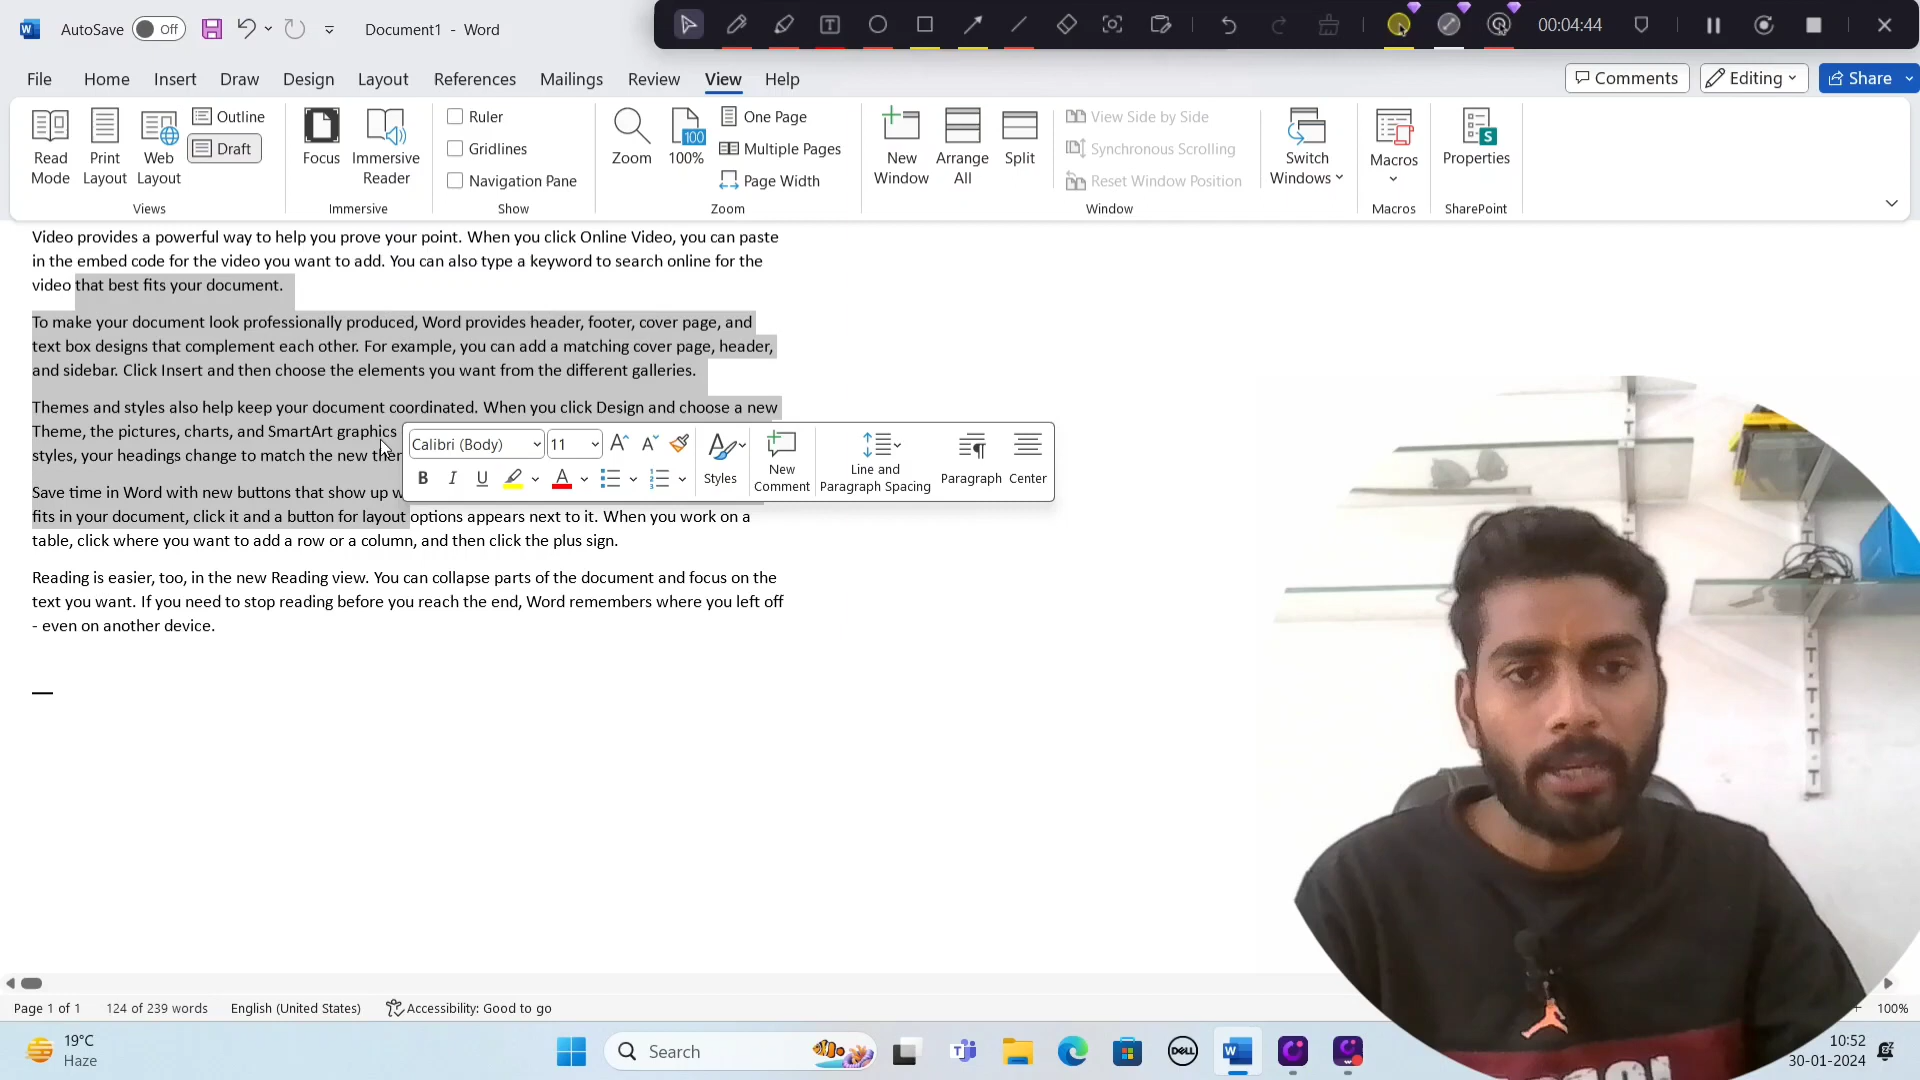 AutoSave Off Document1 - Word 00:04:44
File Home Insert Draw Design Layout References Mailings Review View Help Comments Editing Share
Read Mode
Print Layout
Web Layout
Outline
Draft
Views
Focus
Immersive Reader
Immersive
Ruler
Gridlines
Navigation Pane
Show
Zoom
100
100%
One Page
Multiple Pages
Page Width
Zoom
New Window
Arrange All
Split
View Side by Side
Synchronous Scrolling
Reset Window Position
Switch Windows
Window
Macros
Macros
Properties
SharePoint
Video provides a powerful way to help you prove your point. When you click Online Video, you can paste
in the embed code for the video you want to add. You can also type a keyword to search online for the
video that best fits your document.
To make your document look professionally produced, Word provides header, footer, cover page, and
text box designs that complement each other. For example, you can add a matching cover page, header,
and sidebar. Click Insert and then choose the elements you want from the different galleries.
Themes and styles also help keep your document coordinated. When you click Design and choose a new
Theme, the pictures, charts, and SmartArt graphics
styles, your headings change to match the new
Calibri (Body) 11
B I U
Styles
New Comment
Line and Paragraph Spacing
Paragraph
Center
Save time in Word with new buttons that show up
fits in your document, click it and a button for layout options appears next to it. When you work on a
table, click where you want to add a row or a column, and then click the plus sign.
Reading is easier, too, in the new Reading view. You can collapse parts of the document and focus on the
text you want. If you need to stop reading before you reach the end, Word remembers where you left off
- even on another device.
Page 1 of 1 124 of 239 words English (United States) Accessibility: Good to go 100%
19°C
Haze
Search
DELL
10:52
30-01-2024